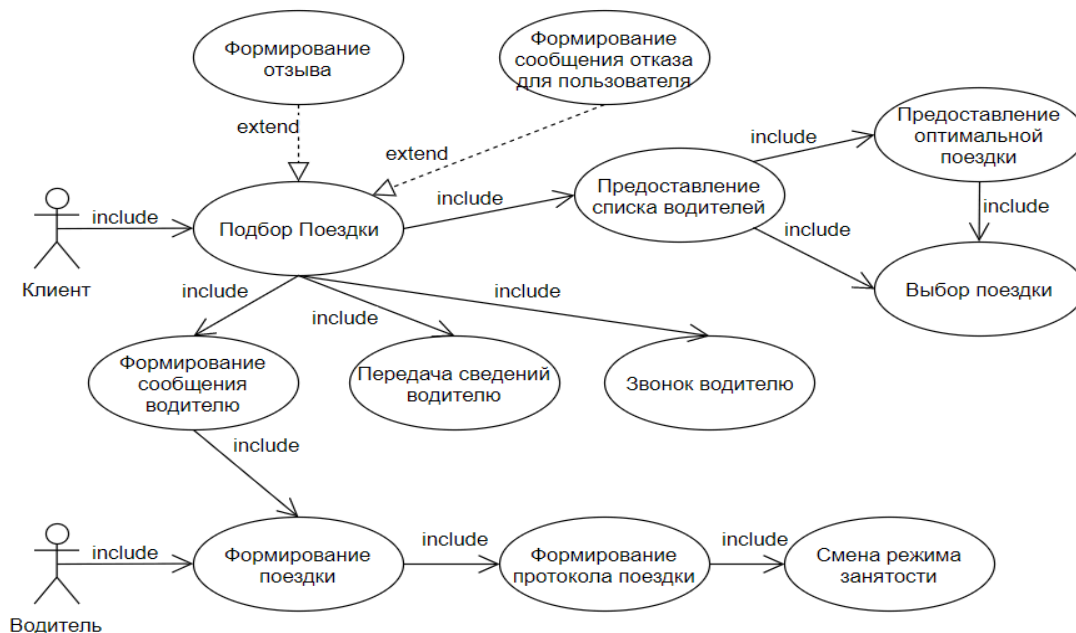 Формирование
отзыва
Формирование
сообщения отказа
для пользователя
extend
extend
Предоставление
оптимальной
поездки
include
include
Клиент
Подбор Поездки
include
Предоставление
списка водителей
include
include
Выбор поездки
include
include
include
Формирование
сообщения
водителю
Передача сведений
водителю
Звонок водителю
include
include
Водитель
Формирование
поездки
include
Формирование
протокола поездки
include
Смена режима
занятости